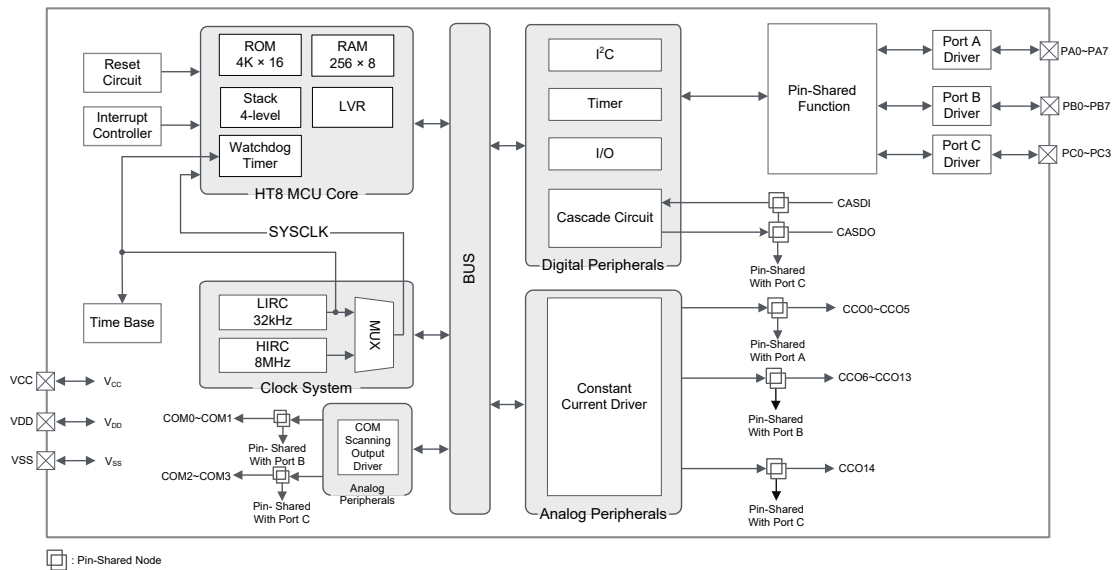 Reset
Circuit
Interrupt
Controller
ROM
4K × 16
RAM
256 × 8
Stack
4-level
LVR
Watchdog
Timer
HT8 MCU Core
SYSCLK
Time Base
LIRC
32kHz
HIRC
8MHz
MUX
Clock System
VCC
V_CC
VDD
V_DD
VSS
V_SS
COM0~COM1
Pin- Shared
With Port B
COM2~COM3
Pin- Shared
With Port C
COM
Scanning
Output
Driver
Analog
Peripherals
BUS
I²C
Timer
I/O
Cascade Circuit
Digital Peripherals
Pin-Shared
Function
Port A
Driver
PA0~PA7
Port B
Driver
PB0~PB7
Port C
Driver
PC0~PC3
CASDI
CASDO
Pin-Shared
With Port C
Constant
Current Driver
Analog Peripherals
CCO0~CCO5
Pin-Shared
With Port A
CCO6~CCO13
Pin-Shared
With Port B
CCO14
Pin-Shared
With Port C
: Pin-Shared Node